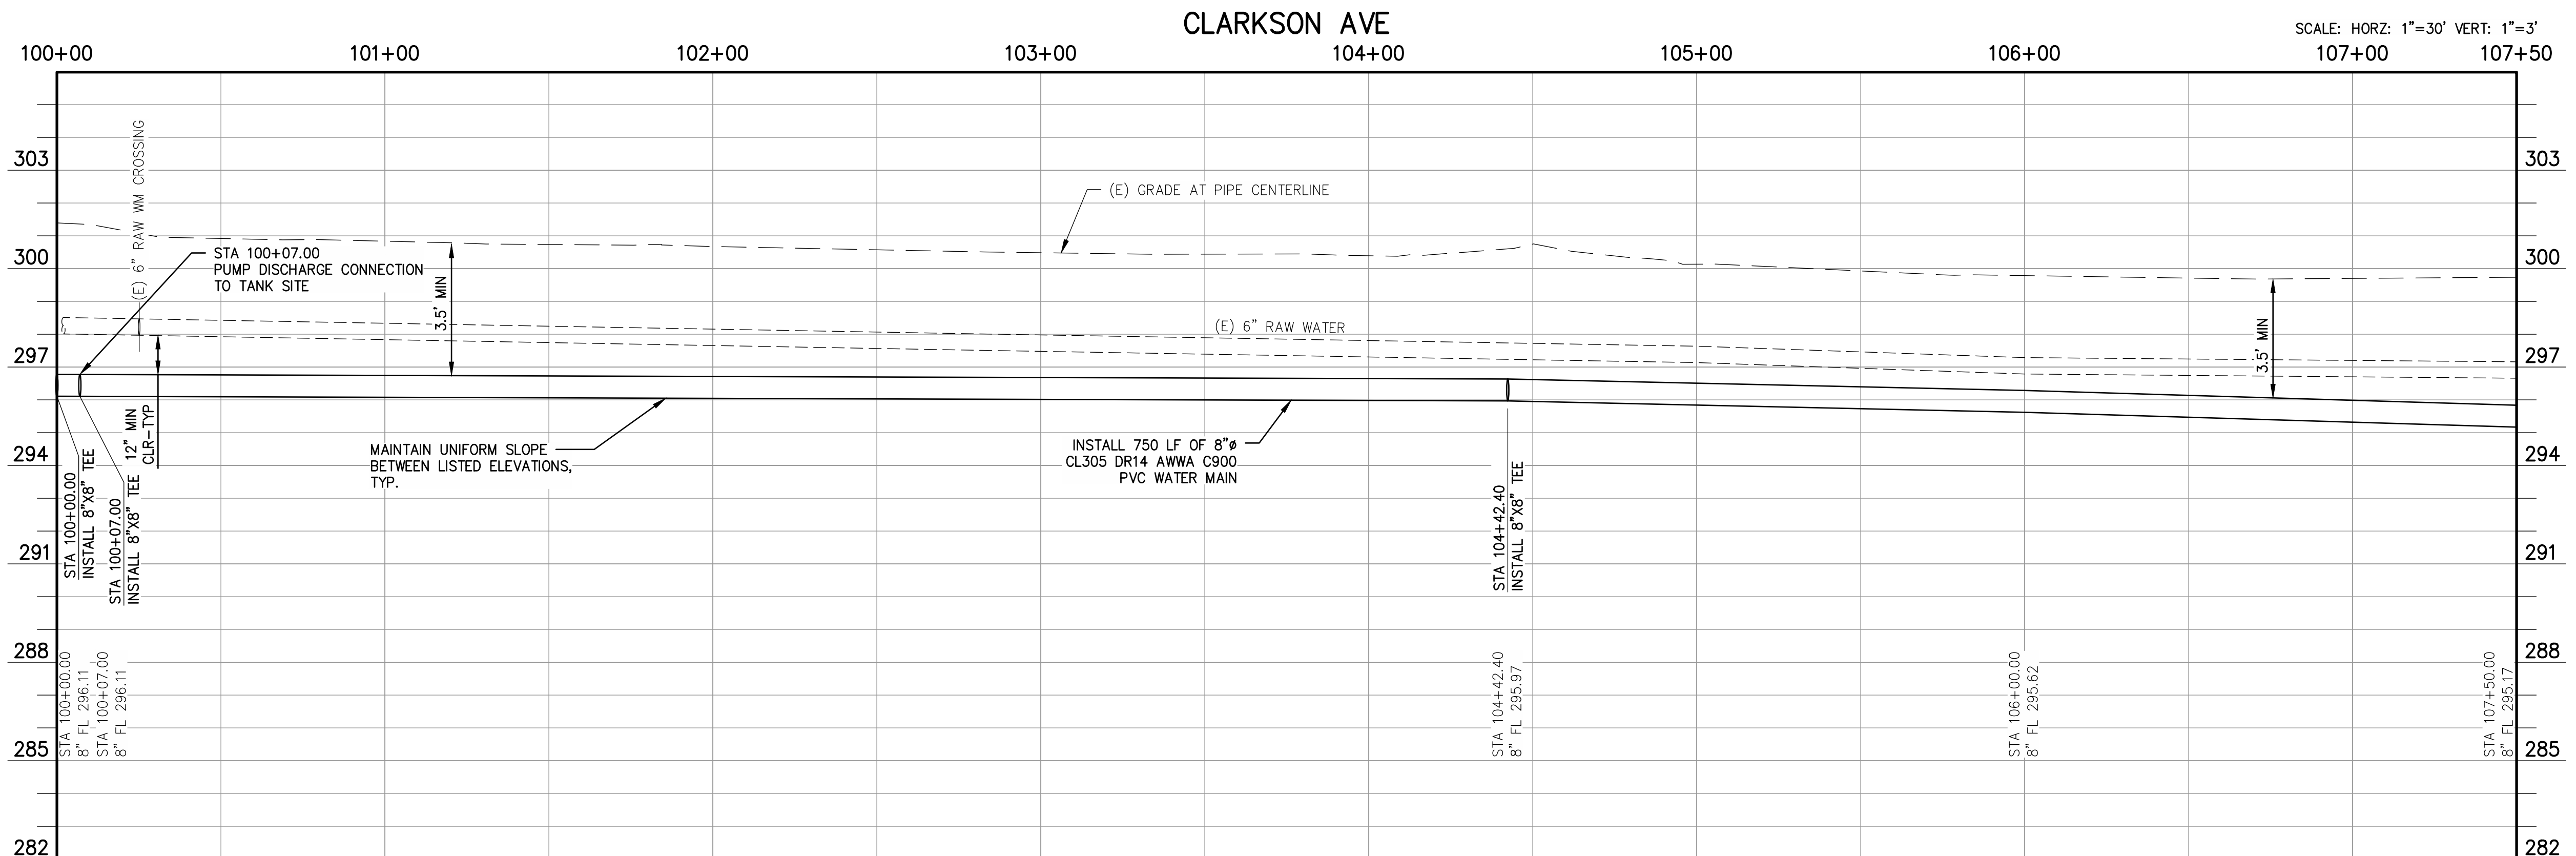 CLARKSON AVE
SCALE: HORZ: 1"=30' VERT: 1"=3'
100+00 101+00 102+00 103+00 104+00 105+00 106+00 107+00 107+50
(E) 6" RAW WM CROSSING
303
303
(E) GRADE AT PIPE CENTERLINE
STA 100+07.00
PUMP DISCHARGE CONNECTION
TO TANK SITE
300
300
3.5' MIN
3.5' MIN
(E) 6" RAW WATER
297
297
12" MIN
CLR-TYP
MAINTAIN UNIFORM SLOPE
BETWEEN LISTED ELEVATIONS,
TYP.
INSTALL 750 LF OF 8"ø
CL305 DR14 AWWA C900
PVC WATER MAIN
294
294
STA 100+00.00
INSTALL 8"X8" TEE
STA 100+07.00
INSTALL 8"X8" TEE
STA 104+42.40
INSTALL 8"X8" TEE
291
291
288
288
STA 100+00.00
8" FL 296.11
STA 100+07.00
8" FL 296.11
STA 104+42.40
8" FL 295.97
STA 106+00.00
8" FL 295.62
STA 107+50.00
8" FL 295.17
285
285
282
282